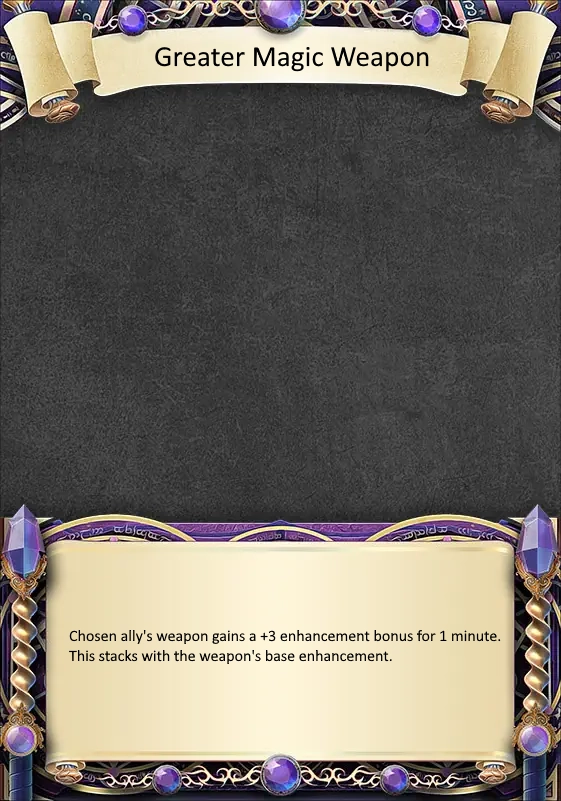 Greater Magic Weapon
Chosen ally's weapon gains a +3 enhancement bonus for 1 minute.
This stacks with the weapon's base enhancement.